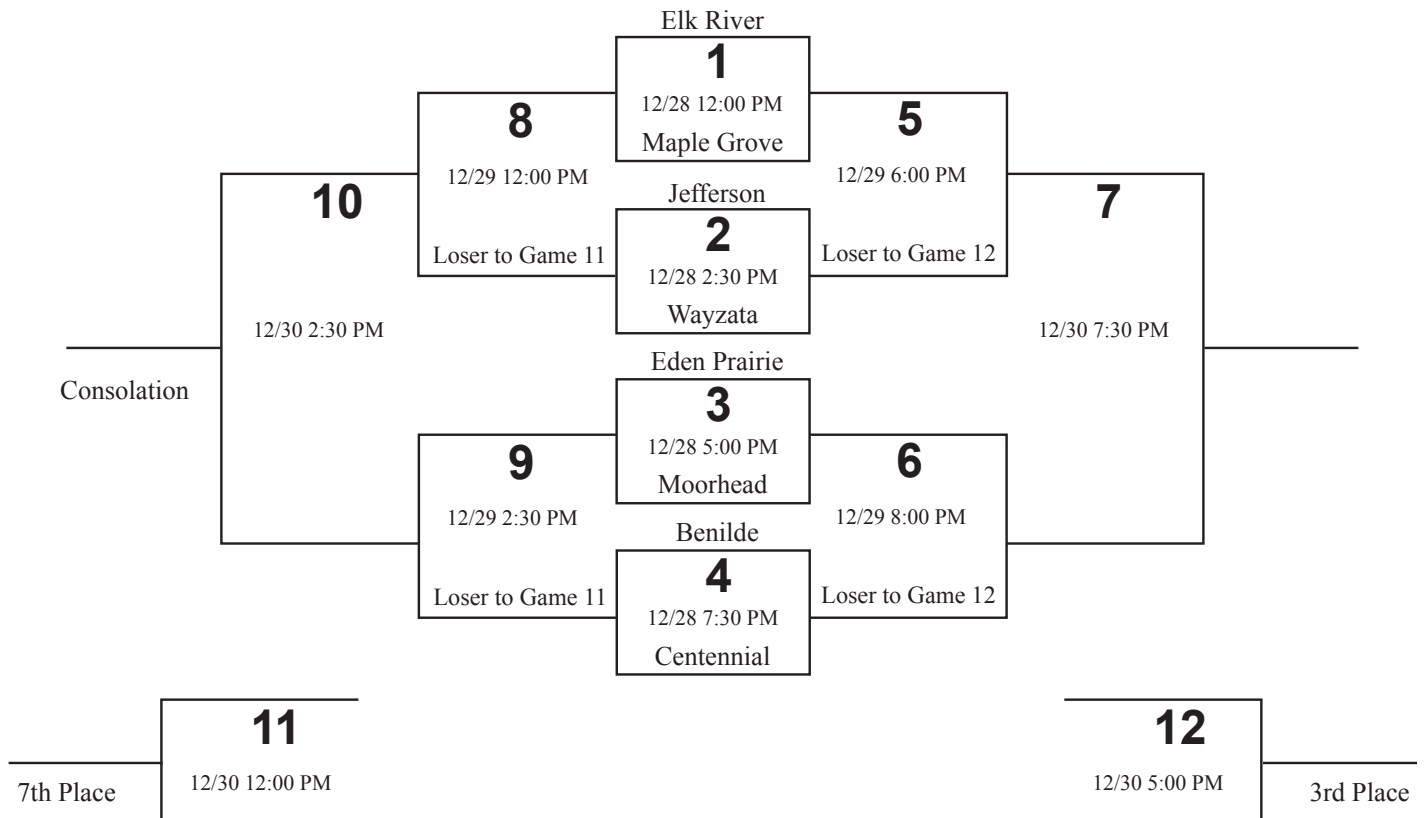 Elk River
1
12/28 12:00 PM
Maple Grove
8
12/29 12:00 PM
Loser to Game 11
5
12/29 6:00 PM
Loser to Game 12
Jefferson
2
12/28 2:30 PM
Wayzata
10
12/30 2:30 PM
Consolation
7
12/30 7:30 PM
Eden Prairie
3
12/28 5:00 PM
Moorhead
9
12/29 2:30 PM
Loser to Game 11
6
12/29 8:00 PM
Loser to Game 12
Benilde
4
12/28 7:30 PM
Centennial
11
12/30 12:00 PM
7th Place
12
12/30 5:00 PM
3rd Place